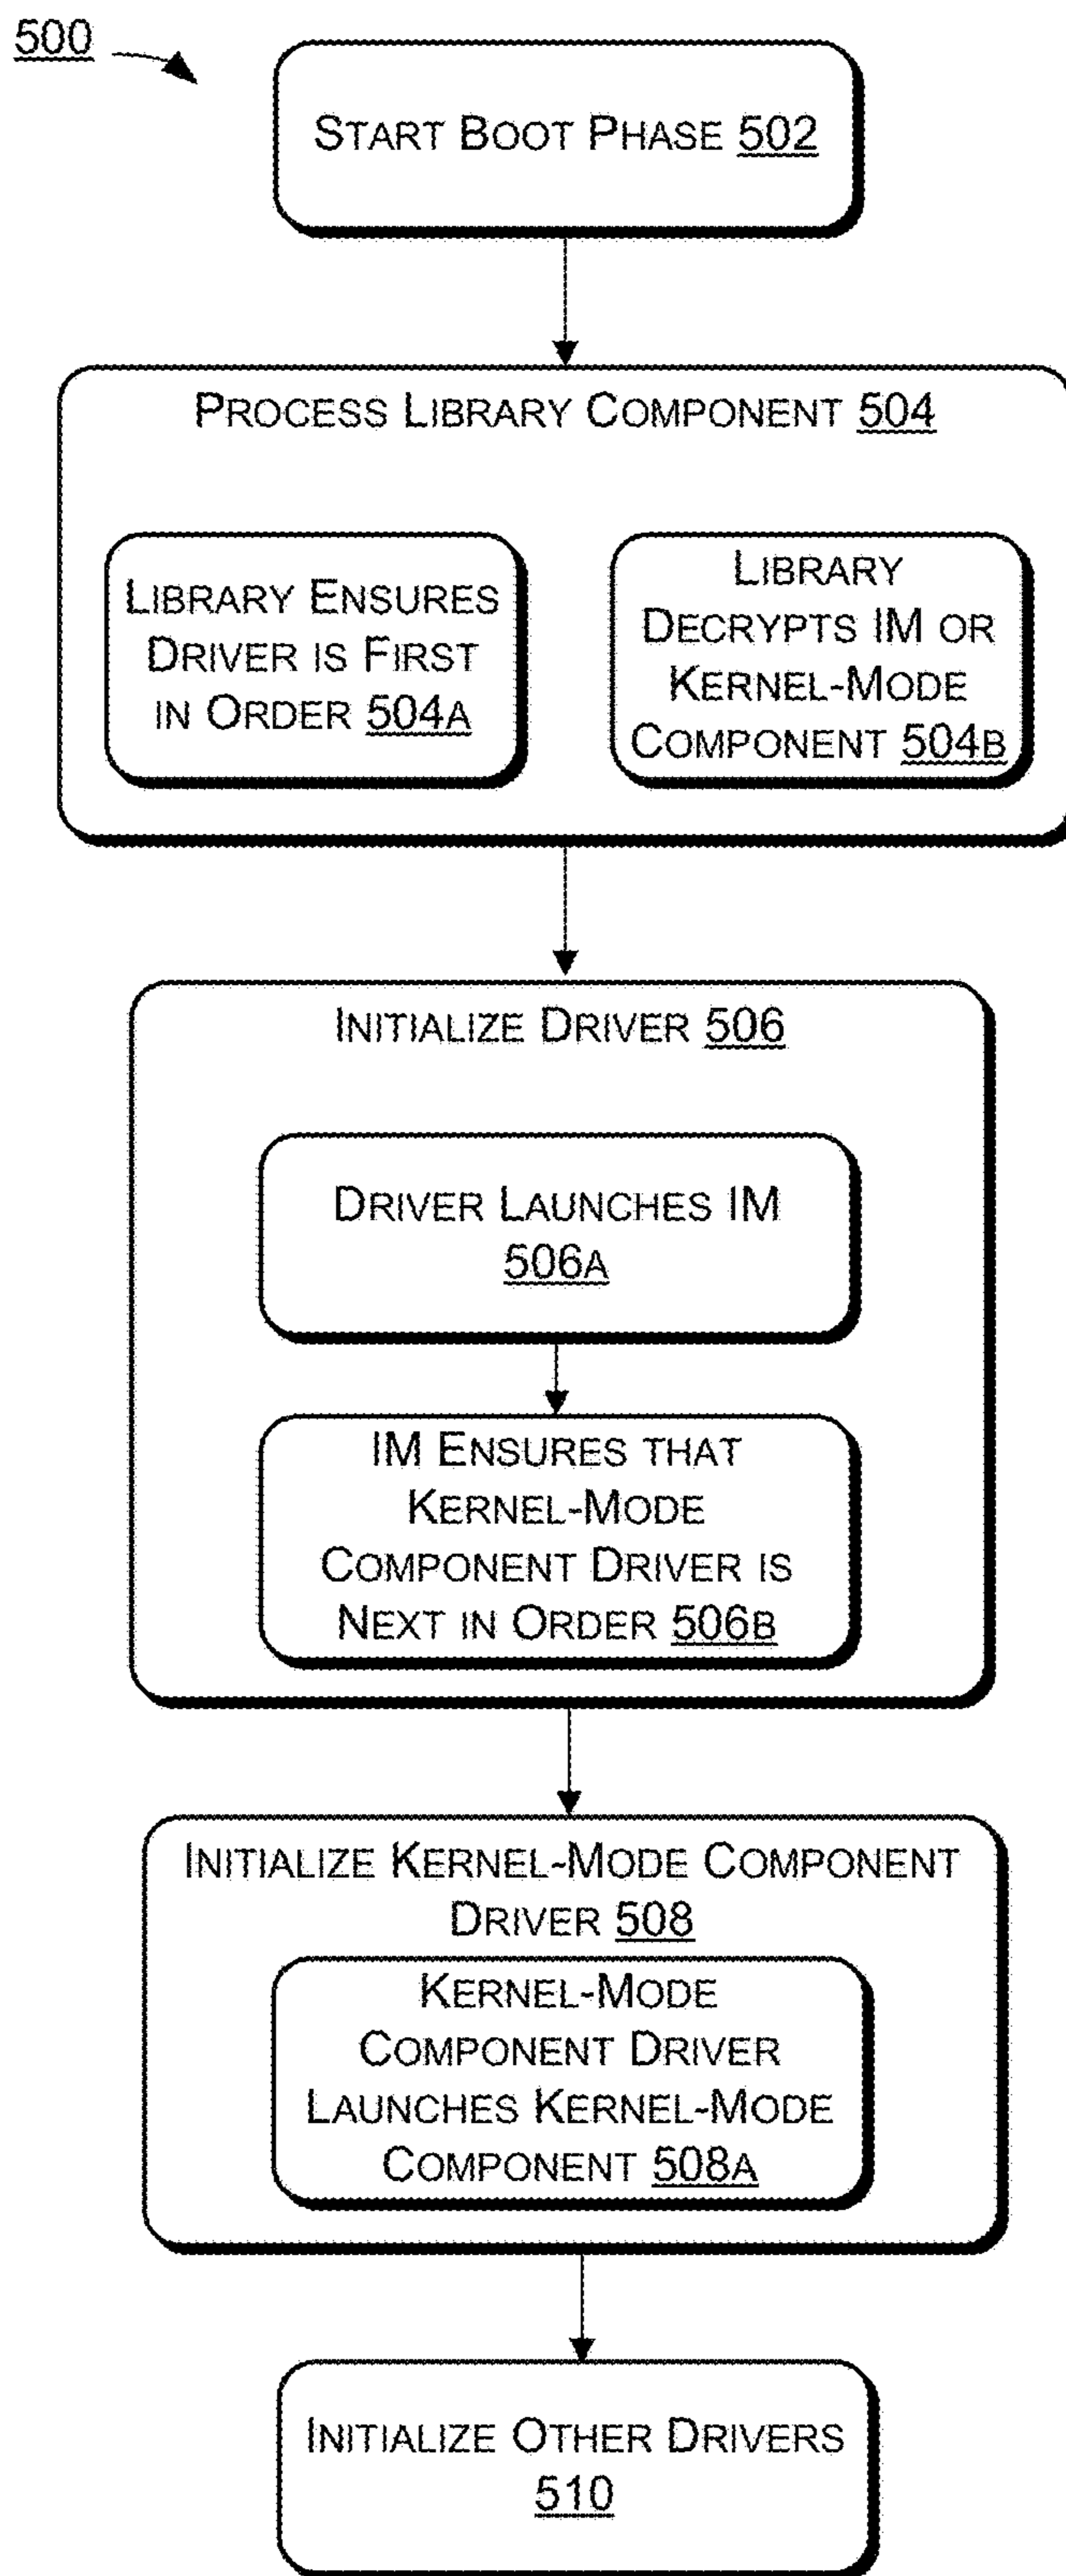 500
START BOOT PHASE 502
PROCESS LIBRARY COMPONENT 504
LIBRARY ENSURES
DRIVER IS FIRST
IN ORDER 504A
LIBRARY
DECRYPTS IM OR
KERNEL-MODE
COMPONENT 504B
INITIALIZE DRIVER 506
DRIVER LAUNCHES IM
506A
IM ENSURES THAT
KERNEL-MODE
COMPONENT DRIVER IS
NEXT IN ORDER 506B
INITIALIZE KERNEL-MODE COMPONENT
DRIVER 508
KERNEL-MODE
COMPONENT DRIVER
LAUNCHES KERNEL-MODE
COMPONENT 508A
INITIALIZE OTHER DRIVERS
510